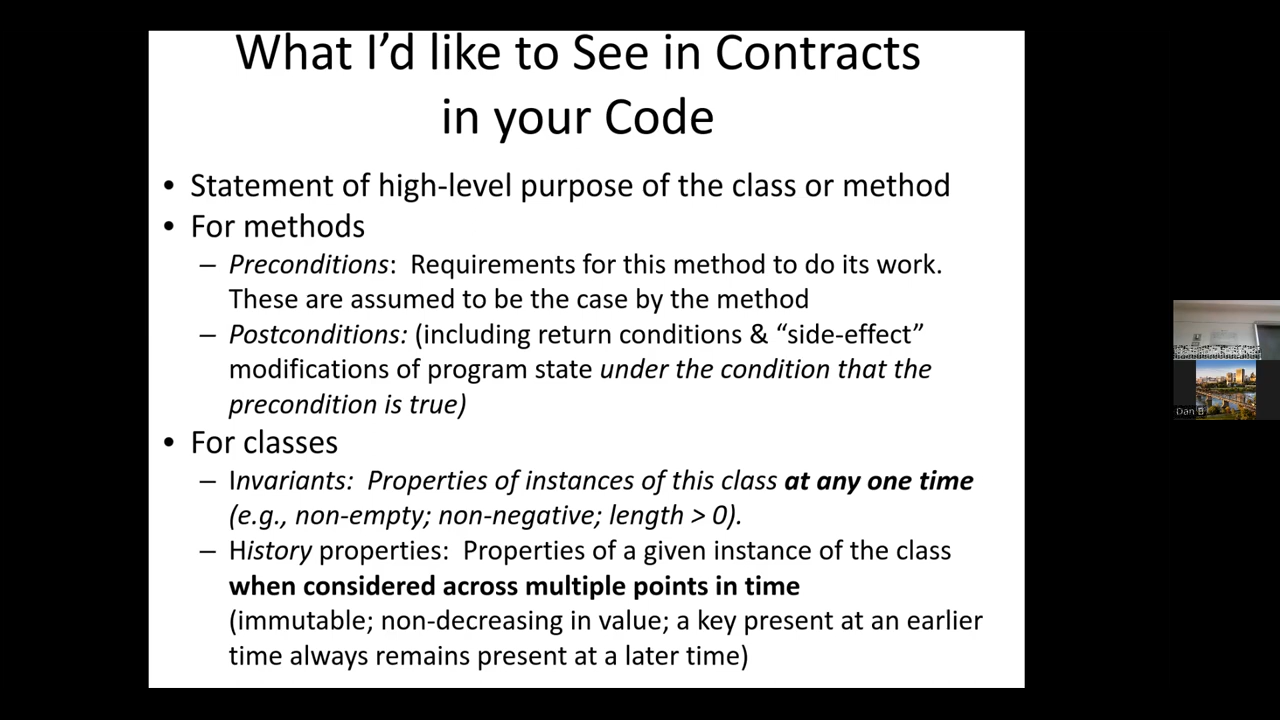 What I'd like to See in Contracts
in your Code
• Statement of high-level purpose of the class or method
• For methods
– Preconditions: Requirements for this method to do its work.
These are assumed to be the case by the method
– Postconditions: (including return conditions & “side-effect”
modifications of program state under the condition that the
precondition is true)
• For classes
– Invariants: Properties of instances of this class at any one time
(e.g., non-empty; non-negative; length > 0).
– History properties: Properties of a given instance of the class
when considered across multiple points in time
(immutable; non-decreasing in value; a key present at an earlier
time always remains present at a later time)